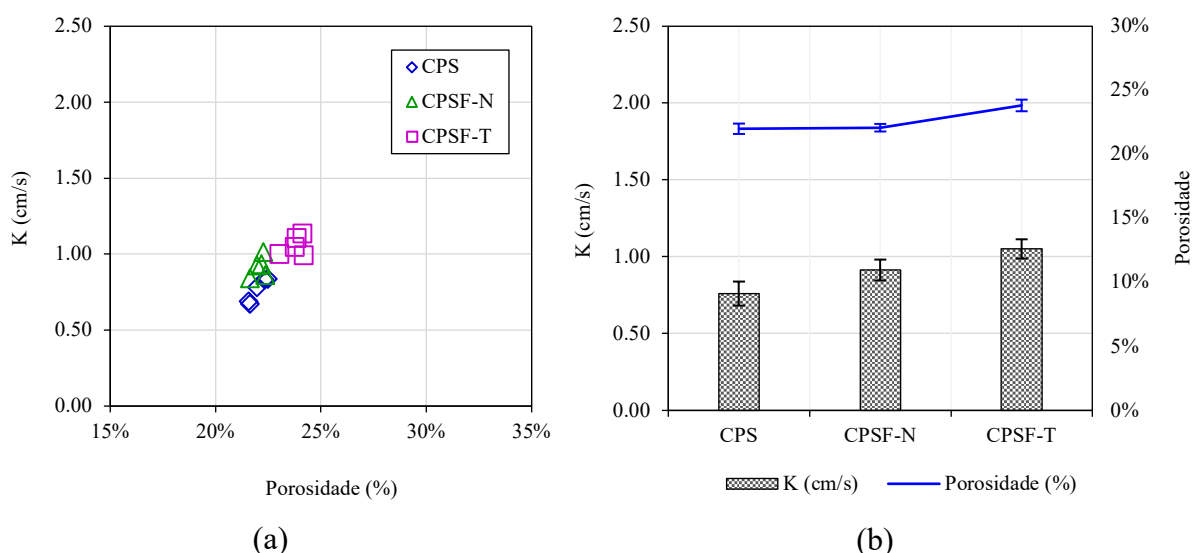 2.50
2.00
1.50
1.00
0.50
0.00
K (cm/s)
CPS
CPSF-N
CPSF-T
15%
20%
25%
30%
35%
Porosidade (%)
(a)
2.50
2.00
1.50
1.00
0.50
0.00
K (cm/s)
30%
25%
20%
15%
10%
5%
0%
Porosidade
CPS
CPSF-N
CPSF-T
K (cm/s)
Porosidade (%)
(b)